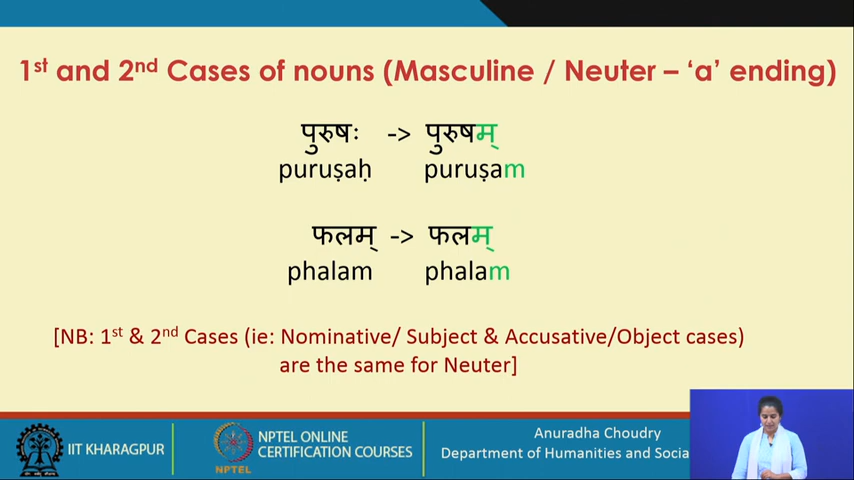 1st and 2nd Cases of nouns (Masculine / Neuter – ‘a’ ending)
पुरुषः -> पुरुषम्
puruṣaḥ puruṣam
फलम् -> फलम्
phalam phalam
[NB: 1st & 2nd Cases (ie: Nominative/ Subject & Accusative/Object cases)
are the same for Neuter]
IIT KHARAGPUR
NPTEL
NPTEL ONLINE
CERTIFICATION COURSES
Anuradha Choudry
Department of Humanities and Socia